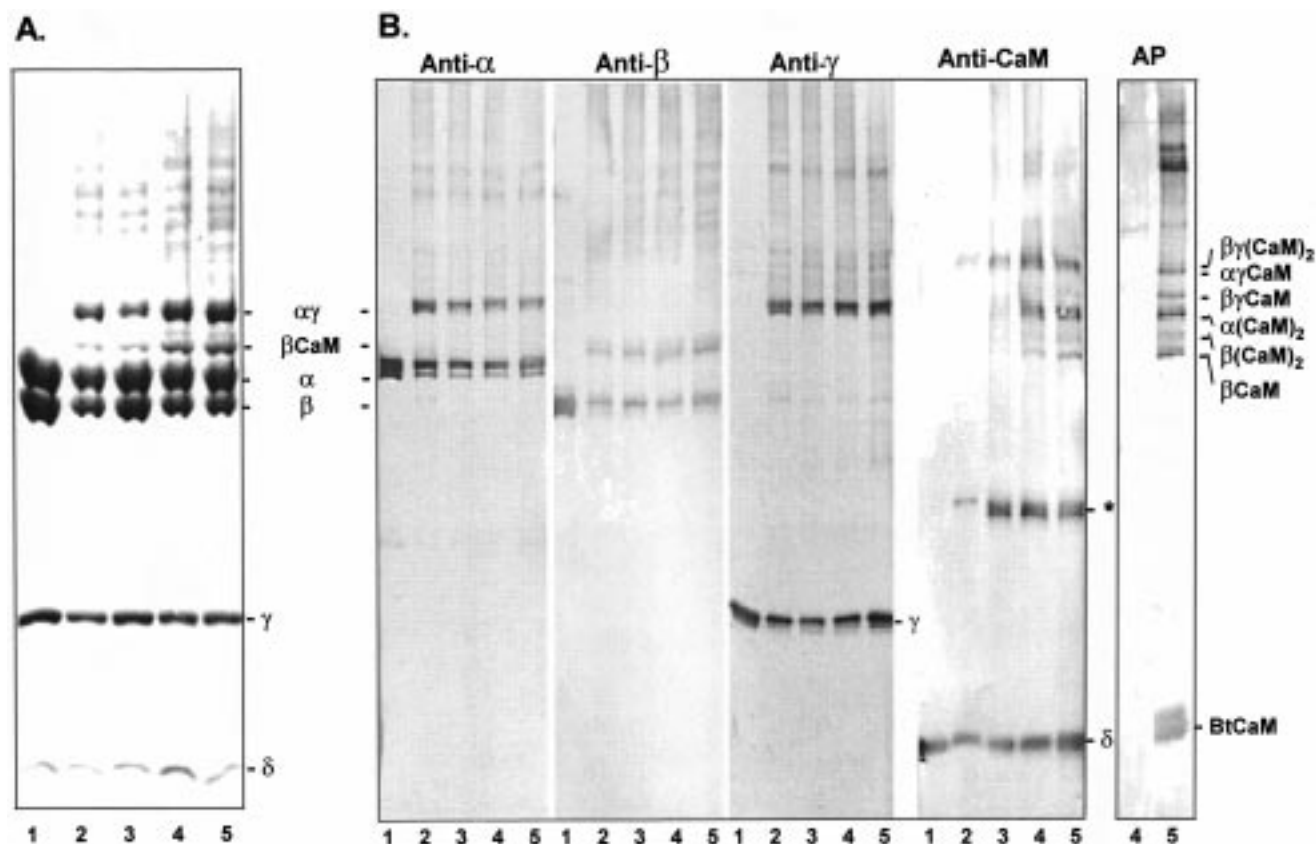 A.
αγ
βCaM
α
β
γ
δ
1 2 3 4 5
B.
Anti-α Anti-β Anti-γ Anti-CaM AP
βγ(CaM)₂
αγCaM
βγCaM
α(CaM)₂
β(CaM)₂
βCaM
*
γ
BtCaM
δ
1 2 3 4 5 1 2 3 4 5 1 2 3 4 5 1 2 3 4 5 4 5